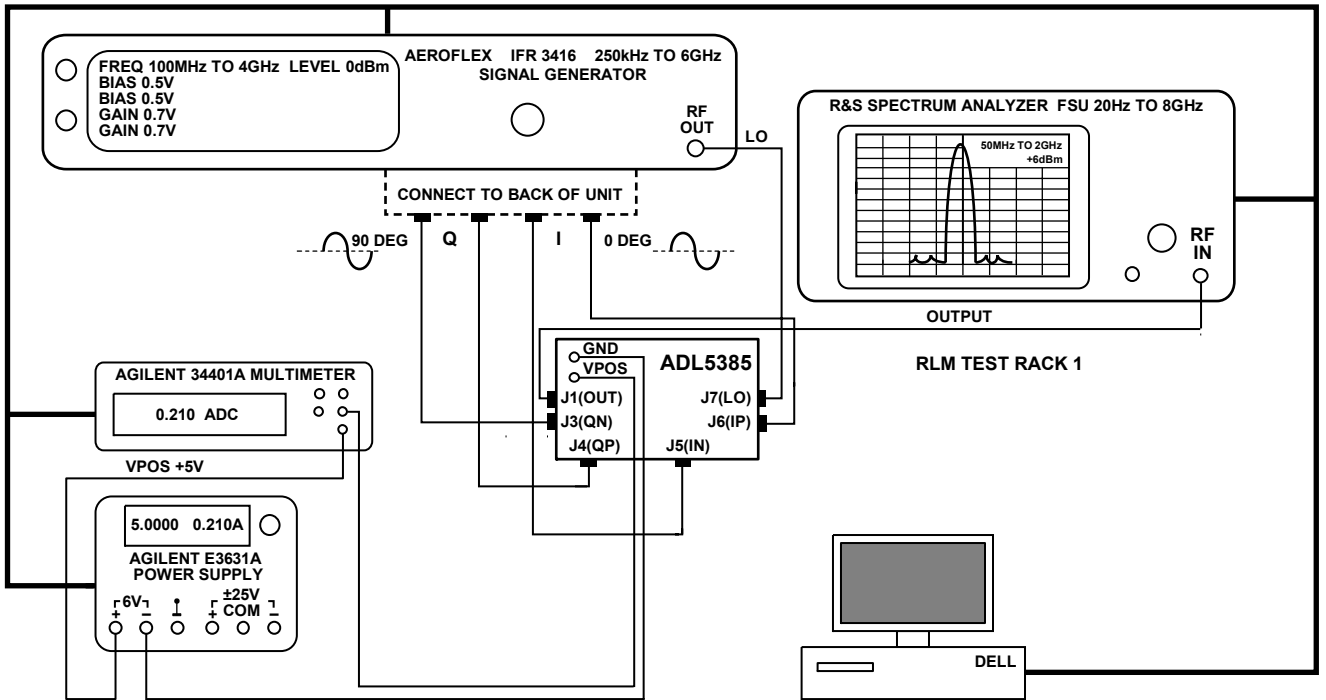 AEROFLEX IFR 3416 250kHz TO 6GHz
SIGNAL GENERATOR
FREQ 100MHz TO 4GHz LEVEL 0dBm
BIAS 0.5V
BIAS 0.5V
GAIN 0.7V
GAIN 0.7V
RF
OUT
LO
CONNECT TO BACK OF UNIT
90 DEG
Q
I
0 DEG
R&S SPECTRUM ANALYZER FSU 20Hz TO 8GHz
50MHz TO 2GHz
+6dBm
RF
IN
OUTPUT
RLM TEST RACK 1
GND
VPOS
ADL5385
J1(OUT)
J7(LO)
J3(QN)
J6(IP)
J4(QP)
J5(IN)
AGILENT 34401A MULTIMETER
0.210 ADC
VPOS +5V
5.0000 0.210A
AGILENT E3631A
POWER SUPPLY
6V
±25V
COM
+ − + −
DELL